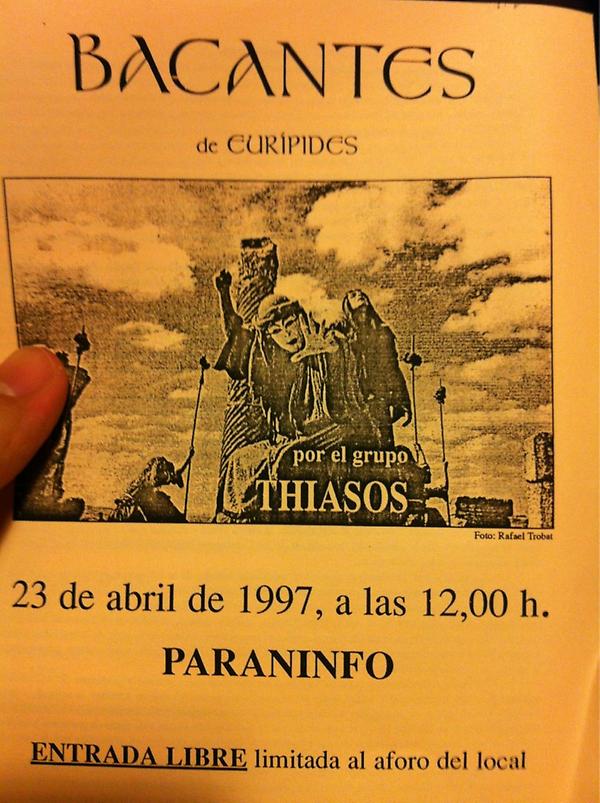 BACANTES
de EURÍPIDES
por el grupo
THIASOS
Foto: Rafael Trobat
23 de abril de 1997, a las 12,00 h.
PARANINFO
ENTRADA LIBRE limitada al aforo del local